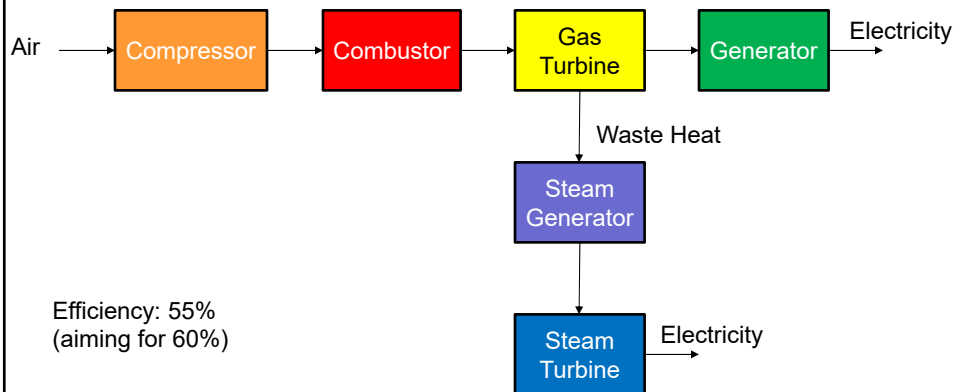 Air
Compressor
Combustor
Gas
Turbine
Generator
Electricity
Waste Heat
Steam
Generator
Efficiency: 55%
(aiming for 60%)
Steam
Turbine
Electricity